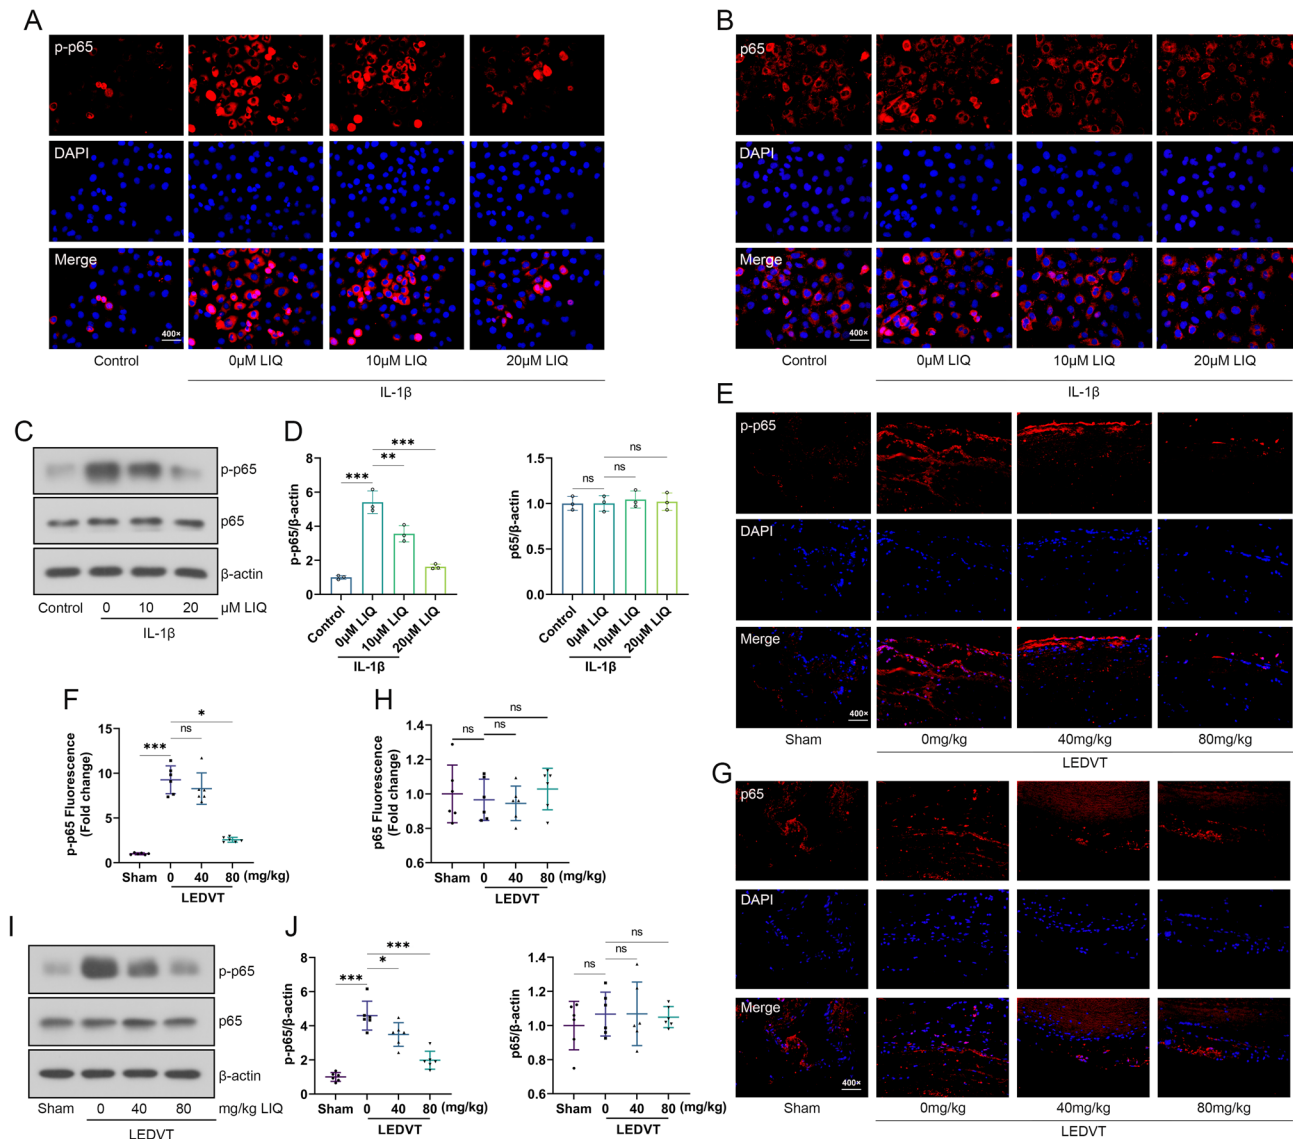 A
p-p65
DAPI
Merge
400×
Control
0μM LIQ
10μM LIQ
20μM LIQ
IL-1β
B
p65
DAPI
Merge
400×
Control
0μM LIQ
10μM LIQ
20μM LIQ
IL-1β
C
p-p65
p65
β-actin
Control
0
10
20
μM LIQ
IL-1β
D
p-p65/β-actin
8
6
4
2
0
***
**
***
Control
0μM LIQ
10μM LIQ
20μM LIQ
IL-1β
p65/β-actin
1.5
1.0
0.5
0.0
ns
ns
ns
Control
0μM LIQ
10μM LIQ
20μM LIQ
IL-1β
E
p-p65
DAPI
Merge
400×
Sham
0mg/kg
40mg/kg
80mg/kg
LEDVT
F
p-p65 Fluorescence
(Fold change)
15
10
5
0
***
ns
*
Sham
0
40
80
(mg/kg)
LEDVT
H
p65 Fluorescence
(Fold change)
1.4
1.2
1.0
0.8
0.6
ns
ns
ns
Sham
0
40
80
(mg/kg)
LEDVT
G
p65
DAPI
Merge
400×
Sham
0mg/kg
40mg/kg
80mg/kg
LEDVT
I
p-p65
p65
β-actin
Sham
0
40
80
mg/kg LIQ
LEDVT
J
p-p65/β-actin
8
6
4
2
0
***
*
***
Sham
0
40
80
(mg/kg)
LEDVT
p65/β-actin
1.4
1.2
1.0
0.8
0.6
ns
ns
ns
Sham
0
40
80
(mg/kg)
LEDVT